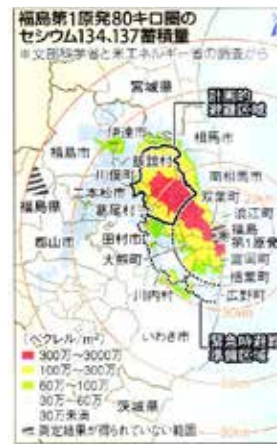 福島第1原発80キロ圏の
セシウム134.137蓄積量
※文部科学省と米エネルギー省の調査から
宮城県
計画的
避難区域
伊達市
相馬市
福島市
飯舘村
川俣町
南相馬市
二本松市
双葉町
浪江町
福島県
葛尾村
福島
第1原発
郡山市
田村市
大熊町
富岡町
楢葉町
川内村
広野町
緊急時避難
準備区域
いわき市
(ベクレル/m²)
300万~3000万
100万~300万
60万~100万
30万~60万
30万未満
茨城県
測定結果が得られていない範囲